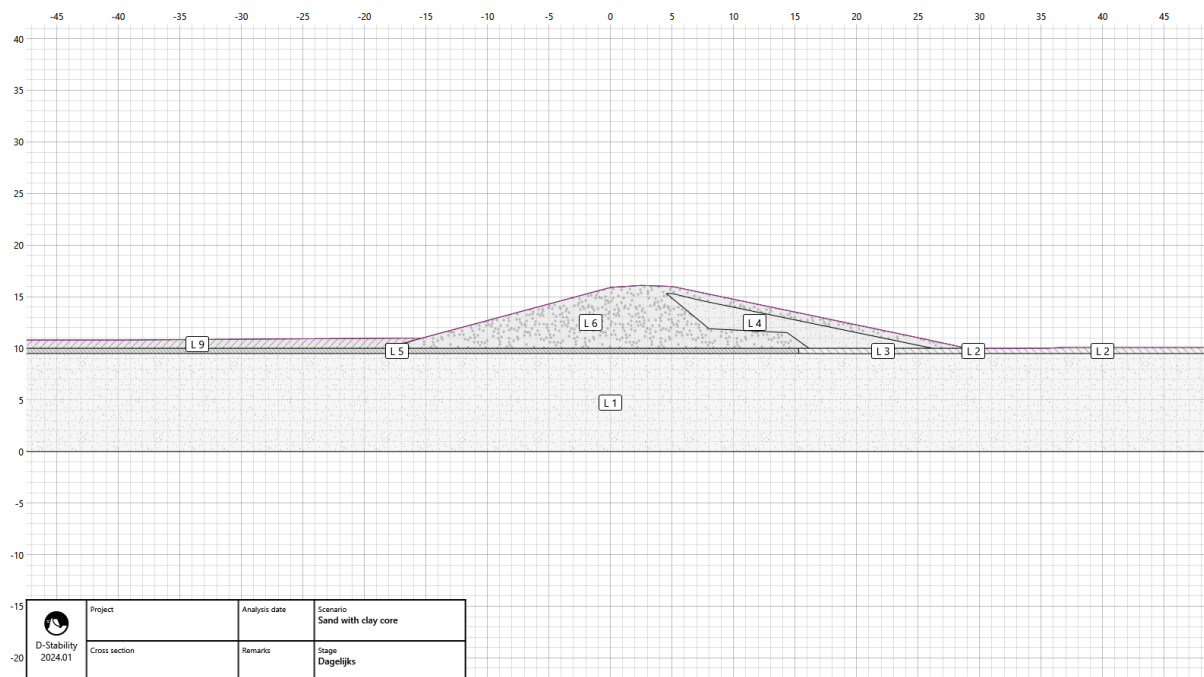 -45 -40 -35 -30 -25 -20 -15 -10 -5 0 5 10 15 20 25 30 35 40 45
40
35
30
25
20
15
L 6 L 4
10
L 9 L 5 L 3 L 2 L 2
5
L 1
0
-5
-10
-15
Project
Analysis date
Scenario
Sand with clay core
D-Stability
2024.01
Cross section
Remarks
Stage
Dagelijks
-20